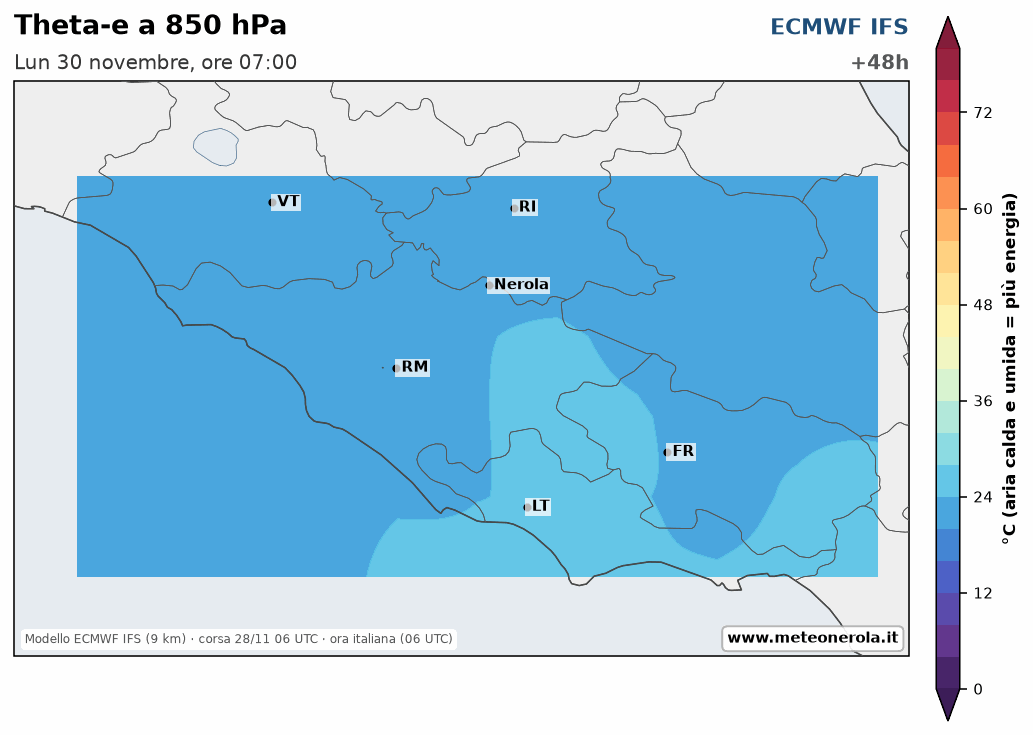 Theta-e a 850 hPa
ECMWF IFS
Lun 30 novembre, ore 07:00
+48h
VT
RI
Nerola
RM
FR
LT
Modello ECMWF IFS (9 km) · corsa 28/11 06 UTC · ora italiana (06 UTC)
www.meteonerola.it
72
60
48
36
24
12
0
°C (aria calda e umida = più energia)